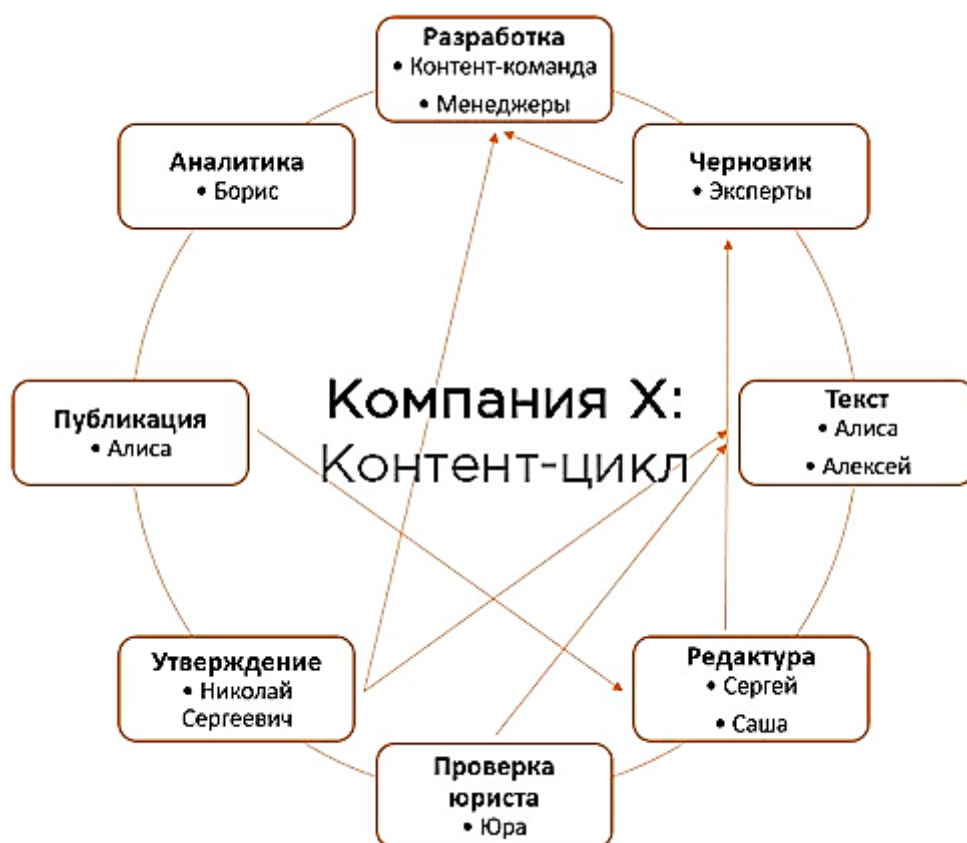 Разработка
• Контент-команда
• Менеджеры
Черновик
• Эксперты
Текст
• Алиса
• Алексей
Редактура
• Сергей
• Саша
Проверка
юриста
• Юра
Утверждение
• Николай
Сергеевич
Публикация
• Алиса
Аналитика
• Борис
Компания X:
Контент-цикл